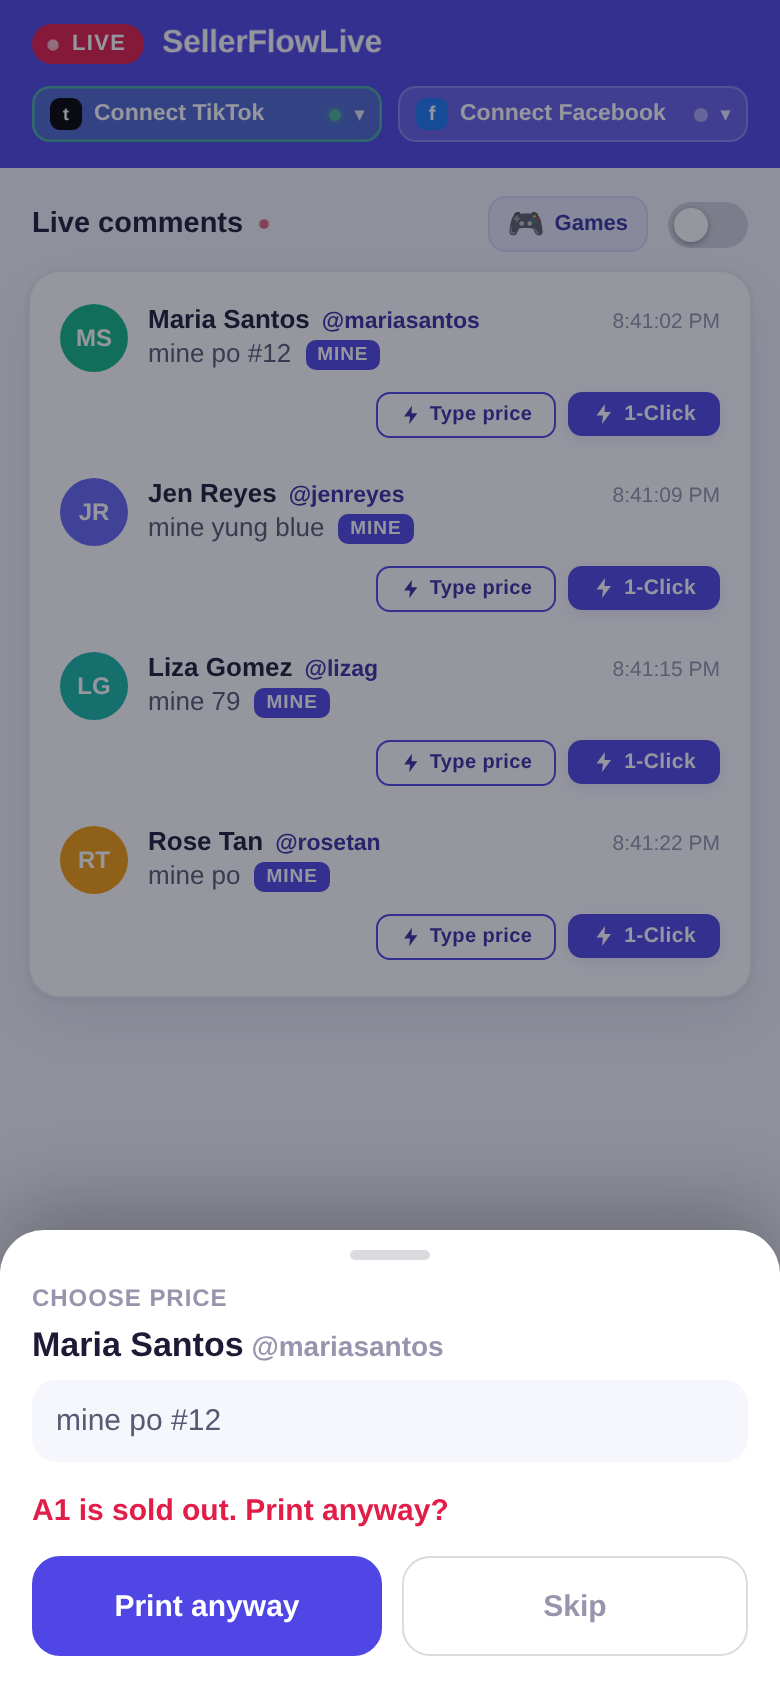 LIVE SellerFlowLive
t Connect TikTok ▾ f Connect Facebook ▾
Live comments 🎮 Games
MS Maria Santos @mariasantos 8:41:02 PM
mine po #12 MINE
Type price 1-Click
JR Jen Reyes @jenreyes 8:41:09 PM
mine yung blue MINE
Type price 1-Click
LG Liza Gomez @lizag 8:41:15 PM
mine 79 MINE
Type price 1-Click
RT Rose Tan @rosetan 8:41:22 PM
mine po MINE
Type price 1-Click
CHOOSE PRICE
Maria Santos @mariasantos
mine po #12
A1 is sold out. Print anyway?
Print anyway Skip